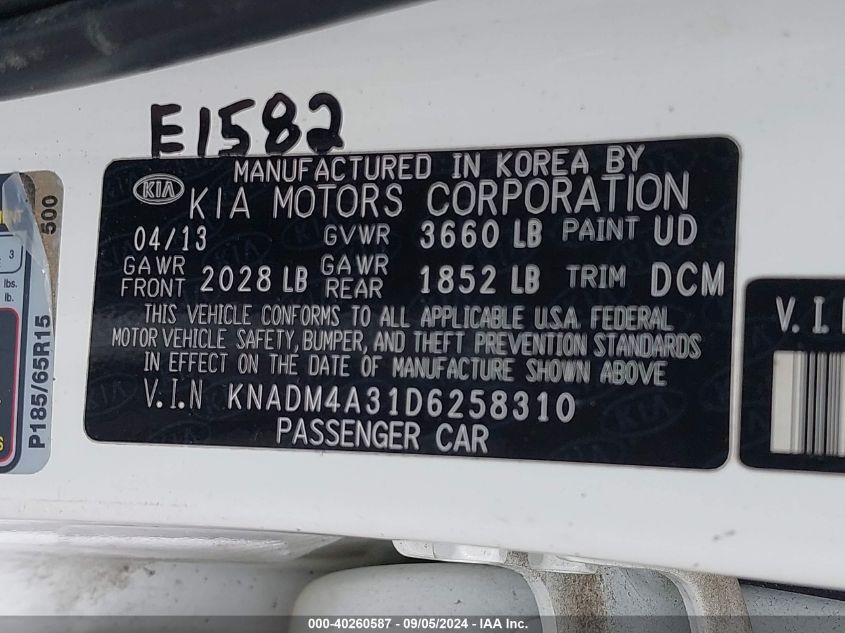 E1582
MANUFACTURED IN KOREA BY
KIA
KIA MOTORS CORPORATION
04/13 GVWR 3660 LB PAINT UD
GAWR FRONT 2028 LB GAWR REAR 1852 LB TRIM DCM
THIS VEHICLE CONFORMS TO ALL APPLICABLE U.S.A. FEDERAL
MOTOR VEHICLE SAFETY, BUMPER, AND THEFT PREVENTION STANDARDS
IN EFFECT ON THE DATE OF MANUFACTURE SHOWN ABOVE
V.I.N KNADM4A31D6258310
PASSENGER CAR
500
3
lbs.
lb.
P185/65R15
S
V.I.
000-40260587 - 09/05/2024 - IAA Inc.